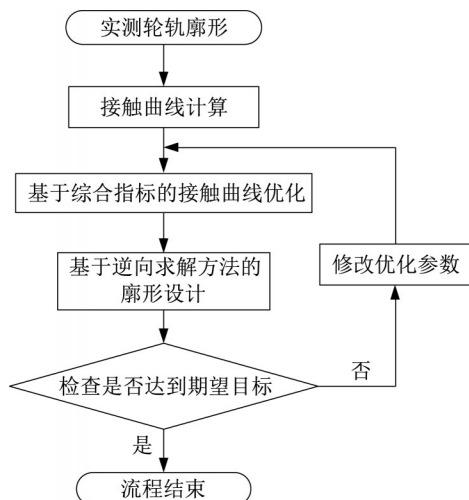 实测轮轨廓形
接触曲线计算
基于综合指标的接触曲线优化
基于逆向求解方法的
廓形设计
修改优化参数
检查是否达到期望目标
否
是
流程结束